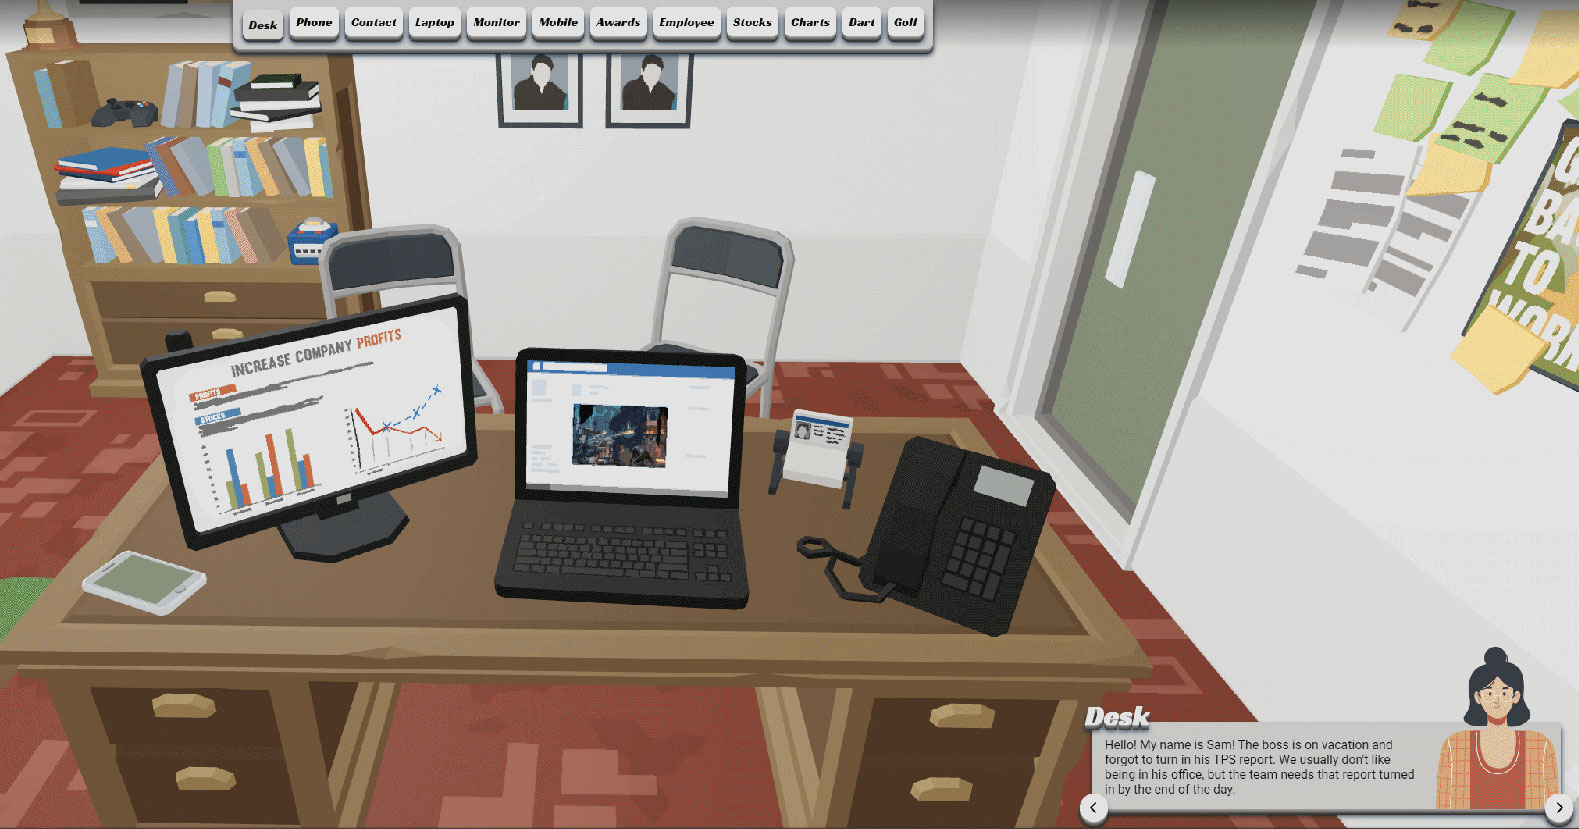 Desk
Phone
Contact
Laptop
Monitor
Mobile
Awards
Employee
Stocks
Charts
Dart
Golf
INCREASE COMPANY PROFITS
PROFITS
STOCKS
TO
Desk
Hello! My name is Sam! The boss is on vacation and
forgot to turn in his TPS report. We usually don't like
being in his office, but the team needs that report turned
in by the end of the day.